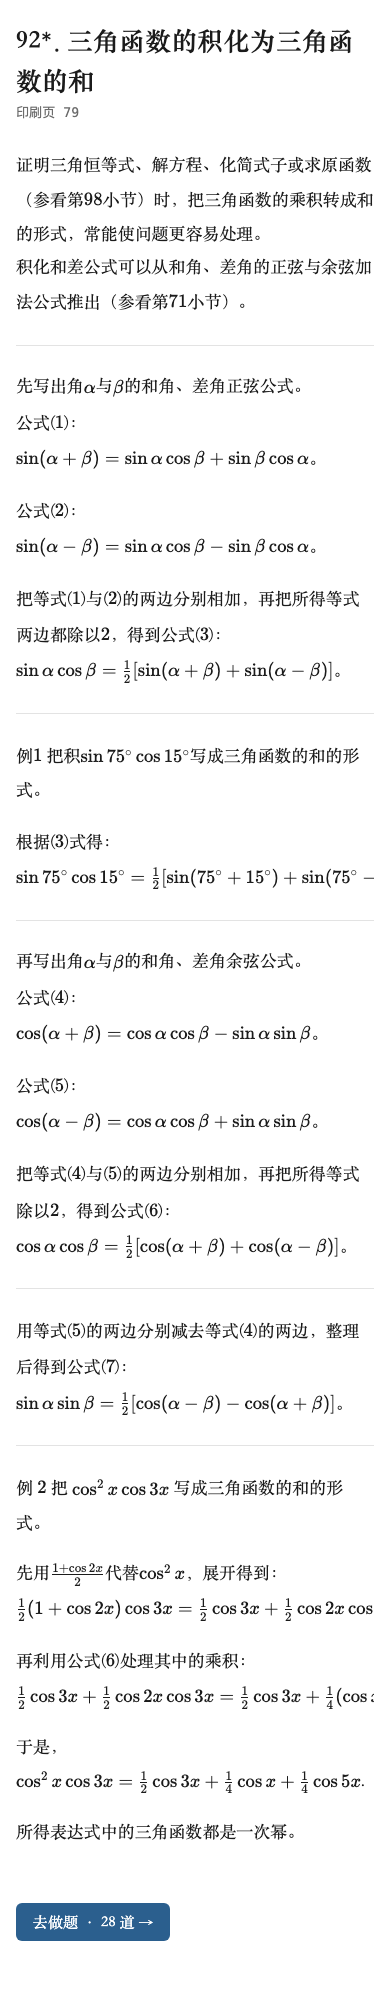 92*. 三角函数的积化为三角函
数的和
印刷页 79
证明三角恒等式、解方程、化简式子或求原函数
（参看第98小节）时，把三角函数的乘积转成和
的形式，常能使问题更容易处理。
积化和差公式可以从和角、差角的正弦与余弦加
法公式推出（参看第71小节）。
先写出角α与β的和角、差角正弦公式。
公式(1)：
sin(α + β) = sin α cos β + sin β cos α。
公式(2)：
sin(α − β) = sin α cos β − sin β cos α。
把等式(1)与(2)的两边分别相加，再把所得等式
两边都除以2，得到公式(3)：
sin α cos β = 1/2[sin(α + β) + sin(α − β)]。
例1 把积sin 75° cos 15°写成三角函数的和的形
式。
根据(3)式得：
sin 75° cos 15° = 1/2[sin(75° + 15°) + sin(75° −
再写出角α与β的和角、差角余弦公式。
公式(4)：
cos(α + β) = cos α cos β − sin α sin β。
公式(5)：
cos(α − β) = cos α cos β + sin α sin β。
把等式(4)与(5)的两边分别相加，再把所得等式
除以2，得到公式(6)：
cos α cos β = 1/2[cos(α + β) + cos(α − β)]。
用等式(5)的两边分别减去等式(4)的两边，整理
后得到公式(7)：
sin α sin β = 1/2[cos(α − β) − cos(α + β)]。
例 2 把 cos² x cos 3x 写成三角函数的和的形
式。
先用(1+cos 2x)/2代替cos² x，展开得到：
1/2(1 + cos 2x) cos 3x = 1/2 cos 3x + 1/2 cos 2x cos
再利用公式(6)处理其中的乘积：
1/2 cos 3x + 1/2 cos 2x cos 3x = 1/2 cos 3x + 1/4(cos
于是，
cos² x cos 3x = 1/2 cos 3x + 1/4 cos x + 1/4 cos 5x.
所得表达式中的三角函数都是一次幂。
去做题 · 28 道 →